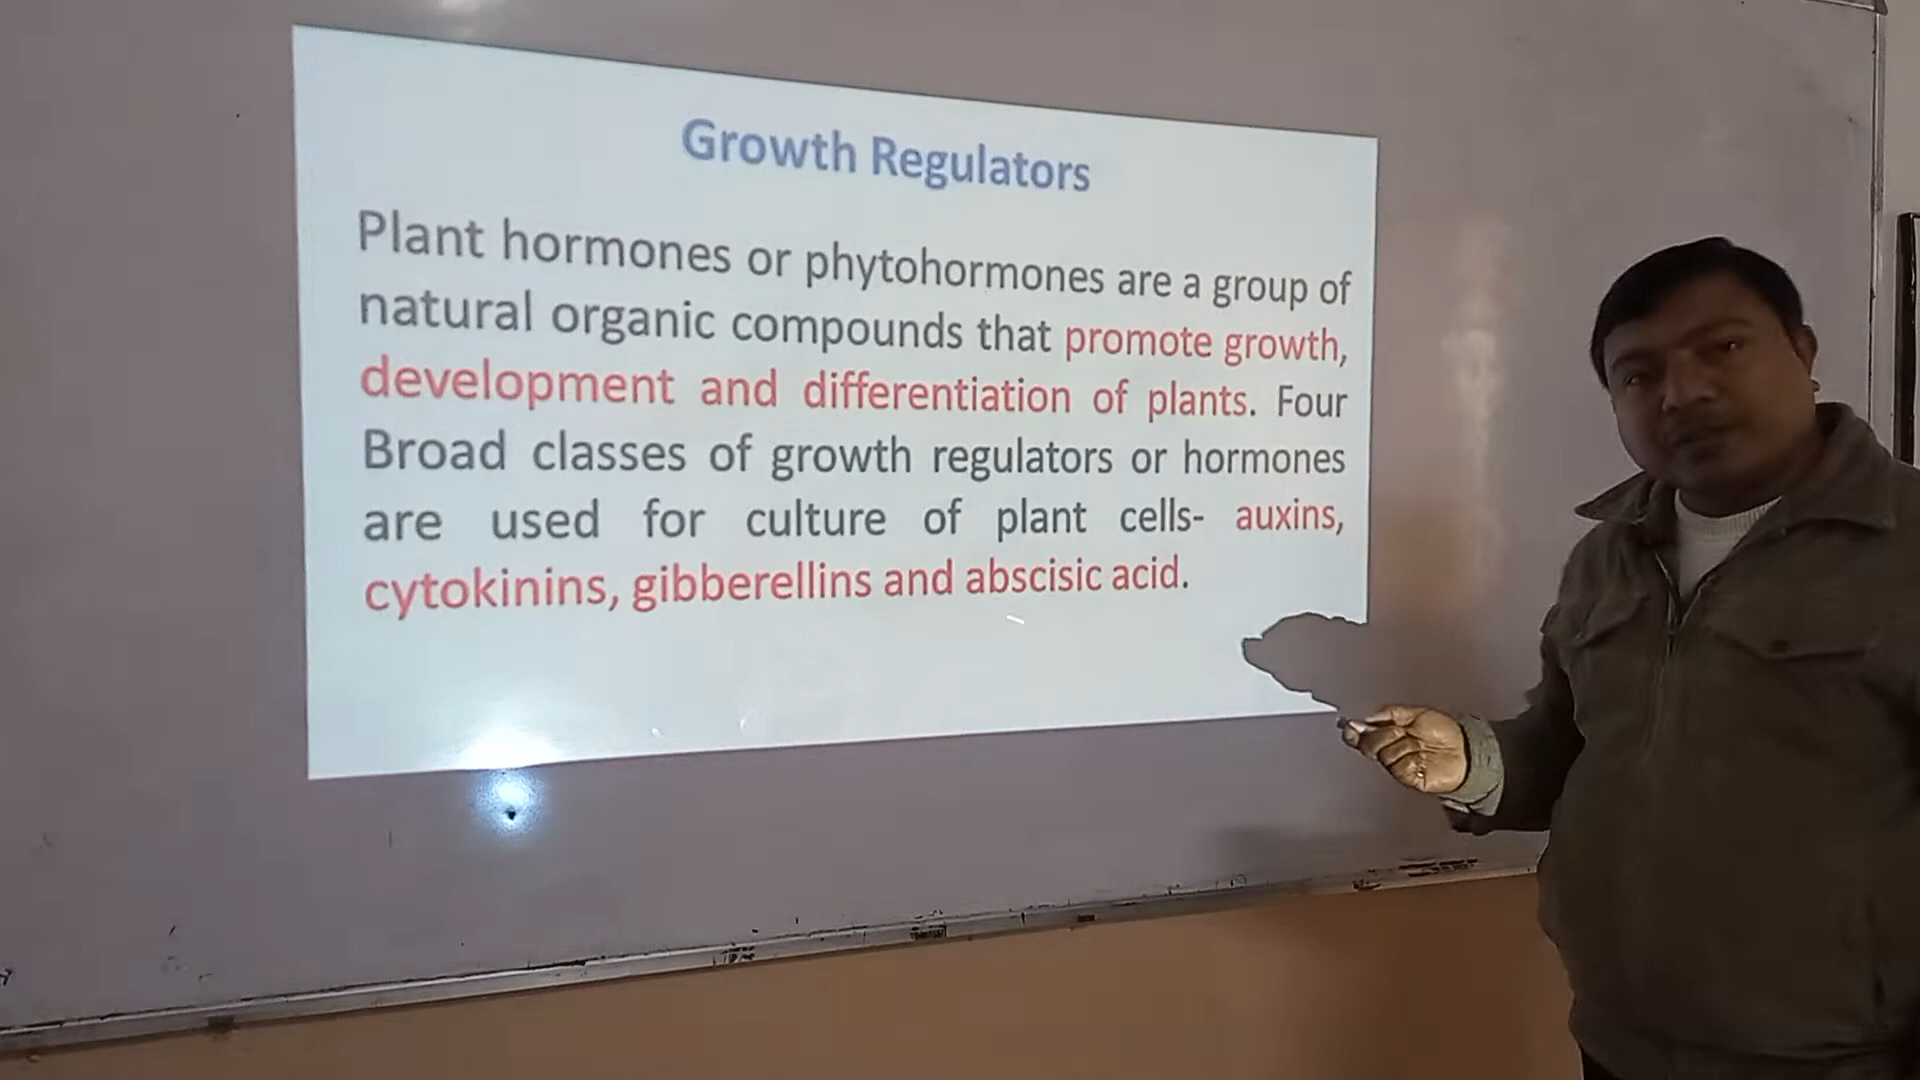 Growth Regulators
Plant hormones or phytohormones are a group of
natural organic compounds that promote growth,
development and differentiation of plants. Four
Broad classes of growth regulators or hormones
are used for culture of plant cells- auxins,
cytokinins, gibberellins and abscisic acid.